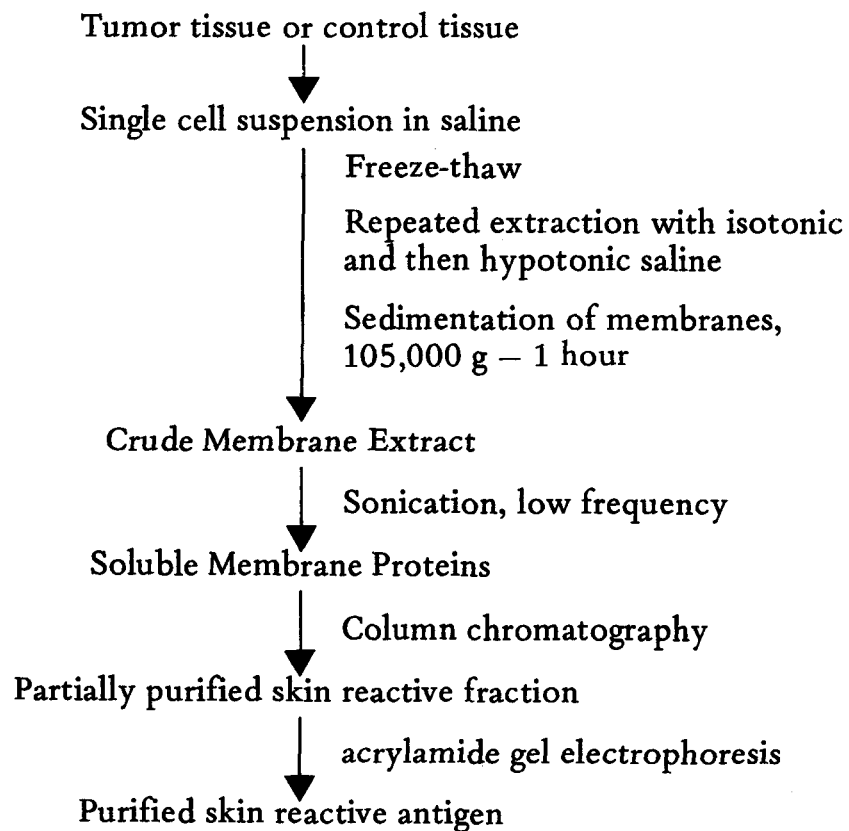 Tumor tissue or control tissue
Single cell suspension in saline
Freeze-thaw
Repeated extraction with isotonic
and then hypotonic saline
Sedimentation of membranes,
105,000 g – 1 hour
Crude Membrane Extract
Sonication, low frequency
Soluble Membrane Proteins
Column chromatography
Partially purified skin reactive fraction
acrylamide gel electrophoresis
Purified skin reactive antigen